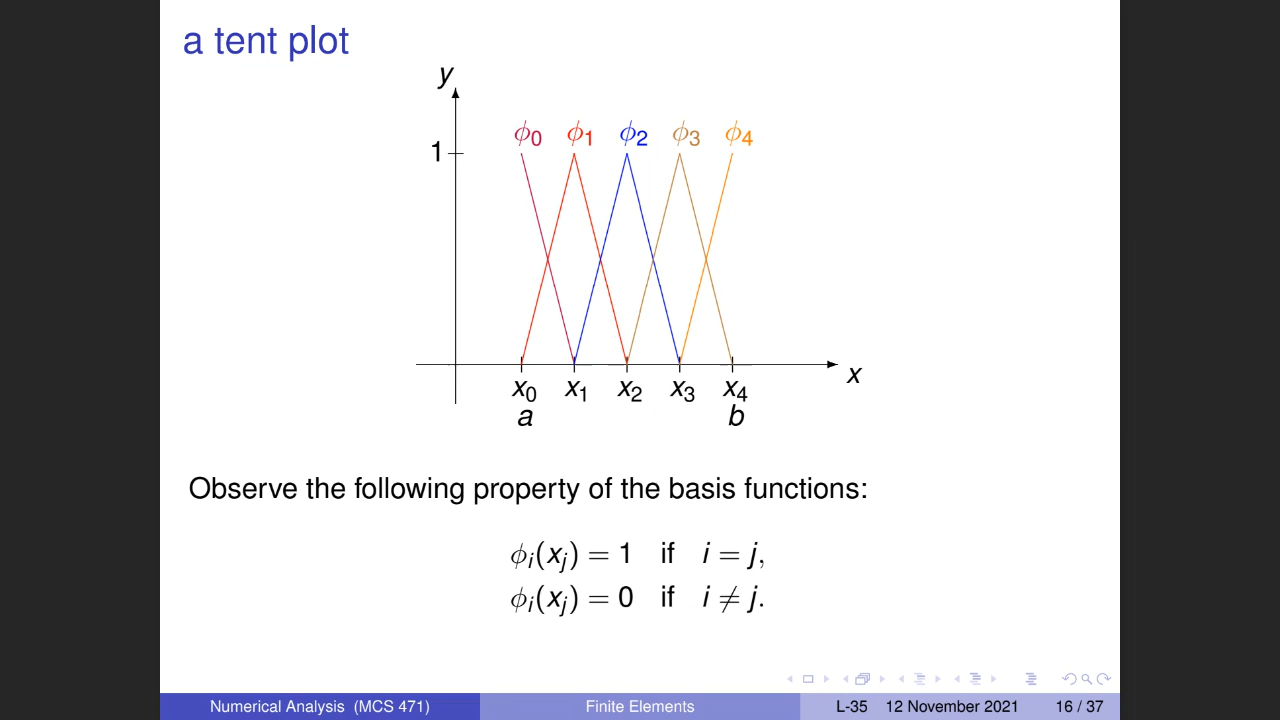 a tent plot
y
ϕ0 ϕ1 ϕ2 ϕ3 ϕ4
1
x0 x1 x2 x3 x4
x
a b
Observe the following property of the basis functions:
ϕi(xj) = 1 if i = j,
ϕi(xj) = 0 if i ≠ j.
Numerical Analysis (MCS 471) Finite Elements L-35 12 November 2021 16 / 37